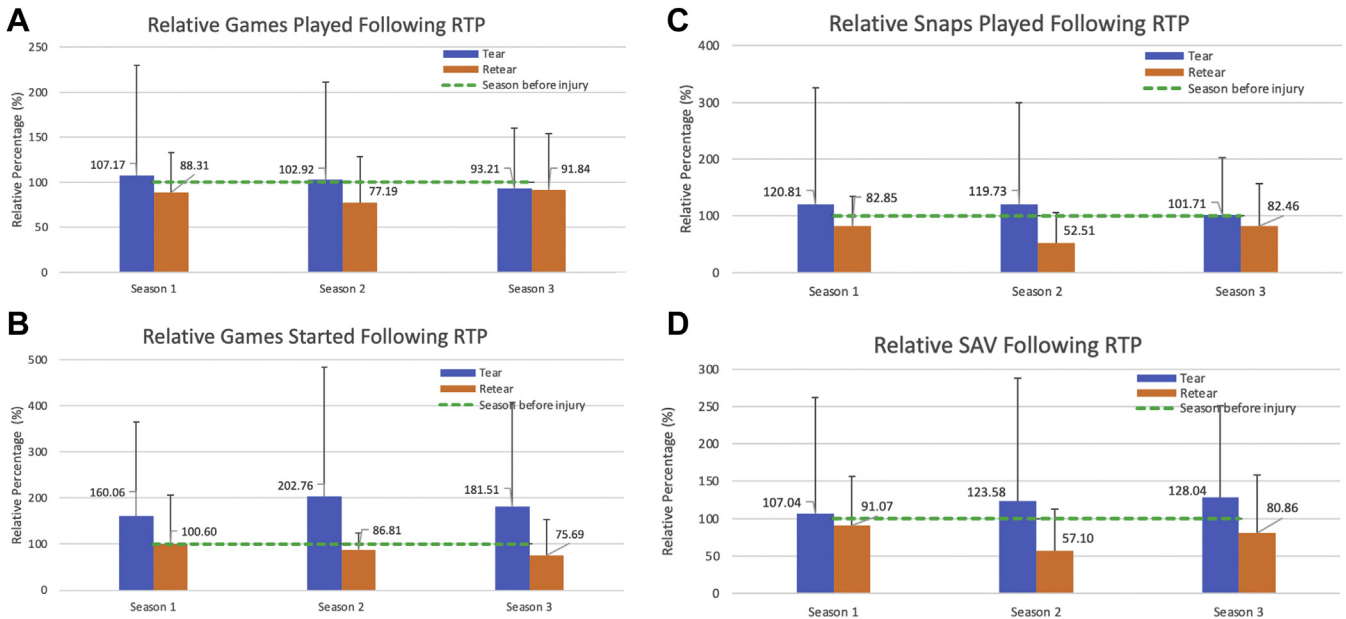 A
Relative Games Played Following RTP
Relative Percentage (%)
250
200
150
100
50
0
Tear
Retear
Season before injury
107.17
88.31
102.92
77.19
93.21
91.84
Season 1
Season 2
Season 3
B
Relative Games Started Following RTP
Relative Percentage (%)
500
400
300
200
100
0
Tear
Retear
Season before injury
160.06
100.60
202.76
86.81
181.51
75.69
Season 1
Season 2
Season 3
C
Relative Snaps Played Following RTP
Relative Percentage (%)
400
300
200
100
0
Tear
Retear
Season before injury
120.81
82.85
119.73
52.51
101.71
82.46
Season 1
Season 2
Season 3
D
Relative SAV Following RTP
Relative Percentage (%)
300
250
200
150
100
50
0
Tear
Retear
Season before injury
107.04
91.07
123.58
57.10
128.04
80.86
Season 1
Season 2
Season 3